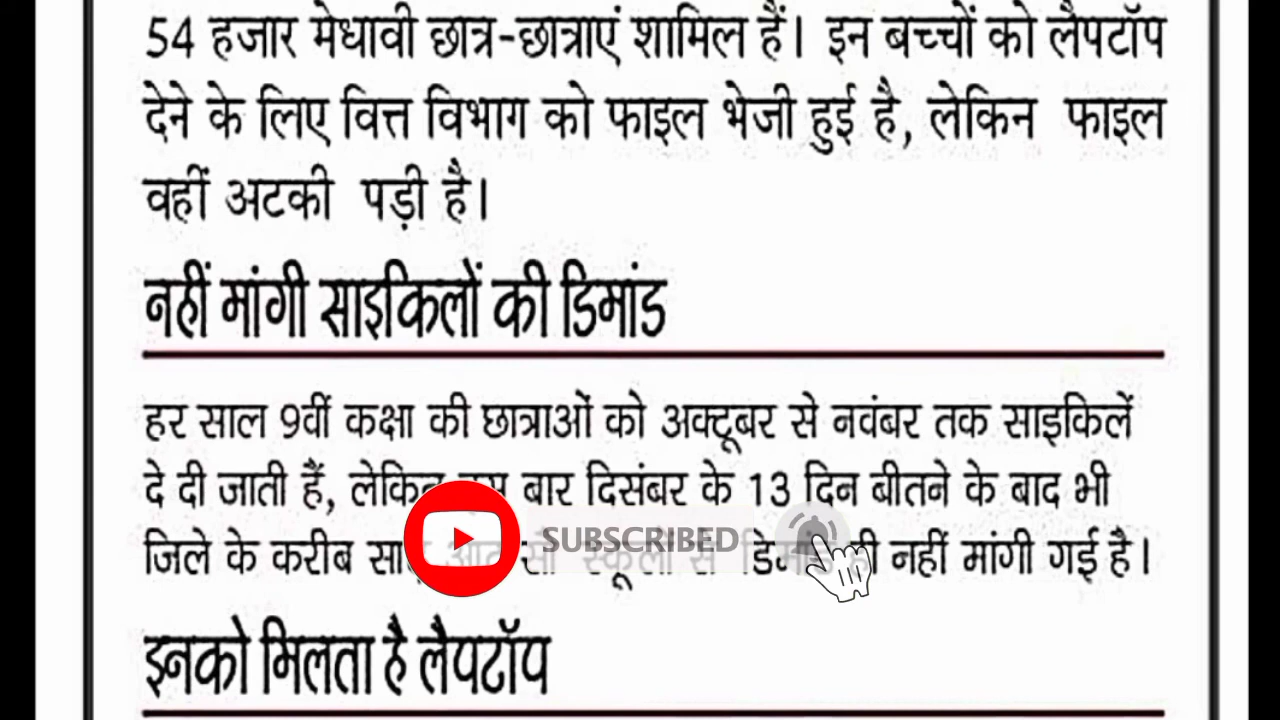 54 हजार मेधावी छात्र-छात्राएं शामिल हैं। इन बच्चों को लैपटॉप
देने के लिए वित्त विभाग को फाइल भेजी हुई है, लेकिन फाइल
वहीं अटकी पड़ी है।
नहीं मांगी साइकिलों की डिमांड
हर साल 9वीं कक्षा की छात्राओं को अक्टूबर से नवंबर तक साइकिलें
दे दी जाती हैं, लेकिन बार दिसंबर के 13 दिन बीतने के बाद भी
जिले के करीब आठ सौ स्कूलों से डिमांड ही नहीं मांगी गई है।
SUBSCRIBED
इनको मिलता है लैपटॉप